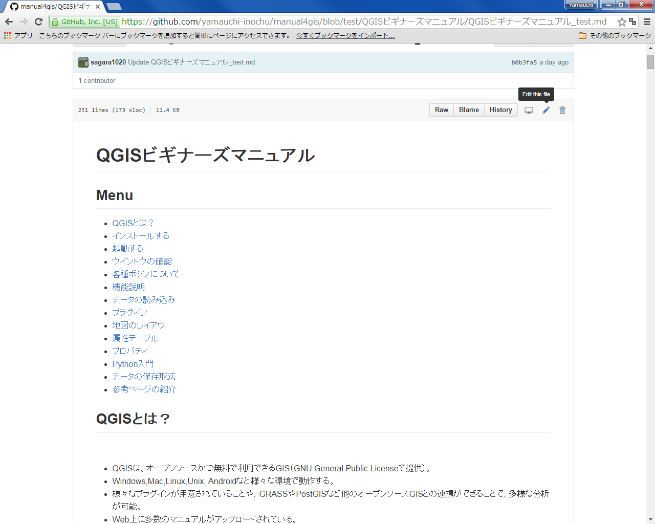 manual4gis/QGISビギナ
Yamauchi
GitHub, Inc. [US] https://github.com/yamauchi-inochu/manual4gis/blob/test/QGISビギナーズマニュアル/QGISビギナーズマニュアル_test.md
アプリ こちらのブックマーク バーにブックマークを追加すると簡単にページにアクセスできます。 今すぐブックマークをインポート... その他のブックマーク
sagara1020 Update QGISビギナーズマニュアル_test.md b0b3fa5 a day ago
1 contributor
Edit this file
231 lines (173 sloc) 11.4 KB Raw Blame History
QGISビギナーズマニュアル
Menu
QGISとは？
インストールする
起動する
ウインドウの確認
各種ボタンについて
機能説明
データの読み込み
プラグイン
地図のレイアウ
属性テーブル
プロパティ
Python入門
データの保存形式
参考ページの紹介
QGISとは？
QGISは、オープンソースかつ無料で利用できるGIS（GNU General Public Licenseで提供）。
Windows,Mac,Linux,Unix, Androidなど様々な環境で動作する。
様々なプラグインが用意されていることや、GRASSやPostGISなど他のオープンソースGISとの連携ができることで、多様な分析
が可能。
Web上に多数のマニュアルがアップロードされている。